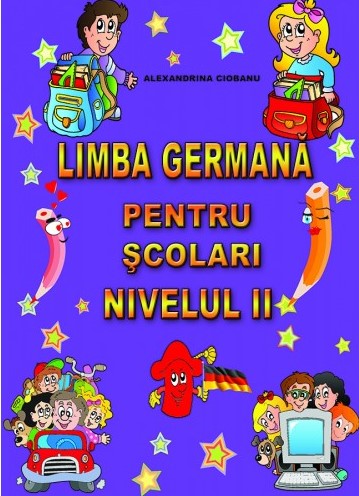 ALEXANDRINA CIOBANU
LIMBA GERMANĂ
PENTRU
ŞCOLARI
NIVELUL II